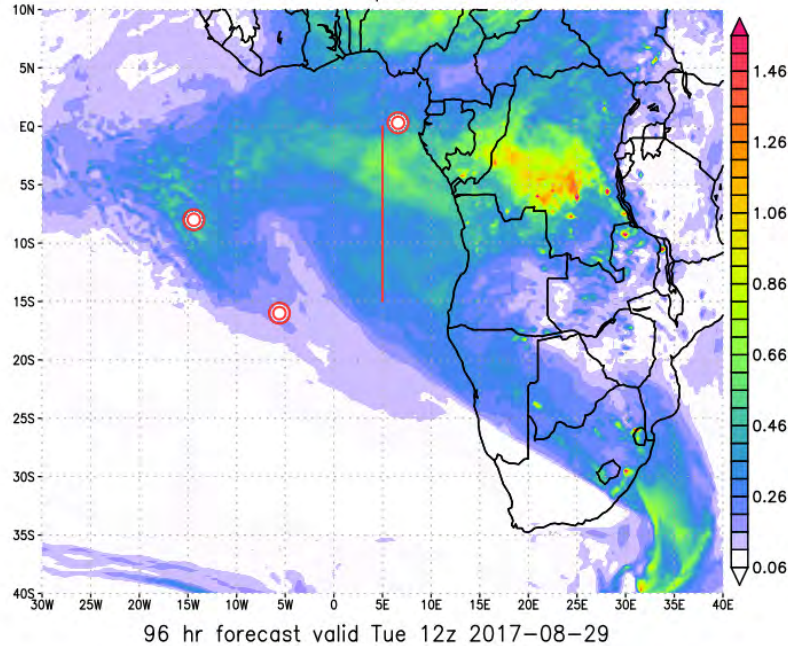 10N
5N
EQ
5S
10S
15S
20S
25S
30S
35S
40S
30W 25W 20W 15W 10W 5W 0 5E 10E 15E 20E 25E 30E 35E 40E
1.46
1.26
1.06
0.86
0.66
0.46
0.26
0.06
96 hr forecast valid Tue 12z 2017-08-29